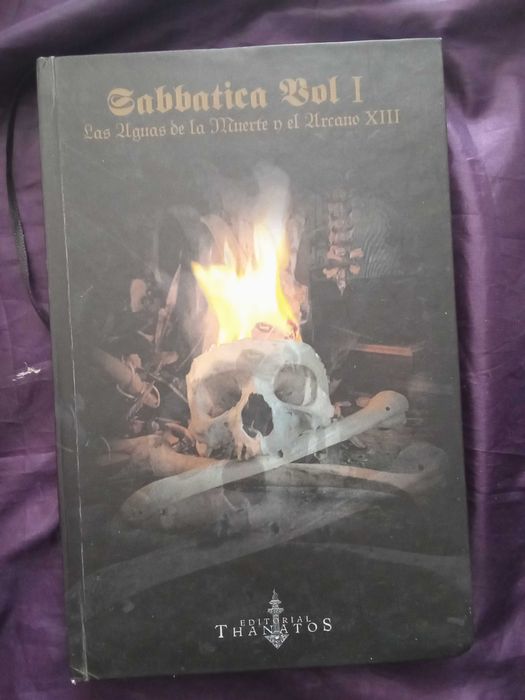 Sabbatica Vol I
Las Aguas de la Muerte y el Arcano XIII
EDITORIAL
THANATOS